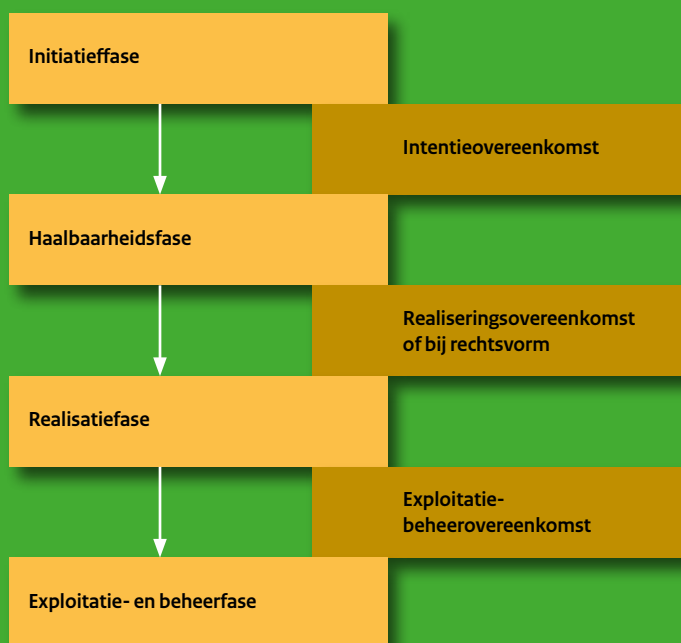 Initiatieffase
Intentieovereenkomst
Haalbaarheidsfase
Realiseringsovereenkomst
of bij rechtsvorm
Realisatiefase
Exploitatie-
beheerovereenkomst
Exploitatie- en beheerfase